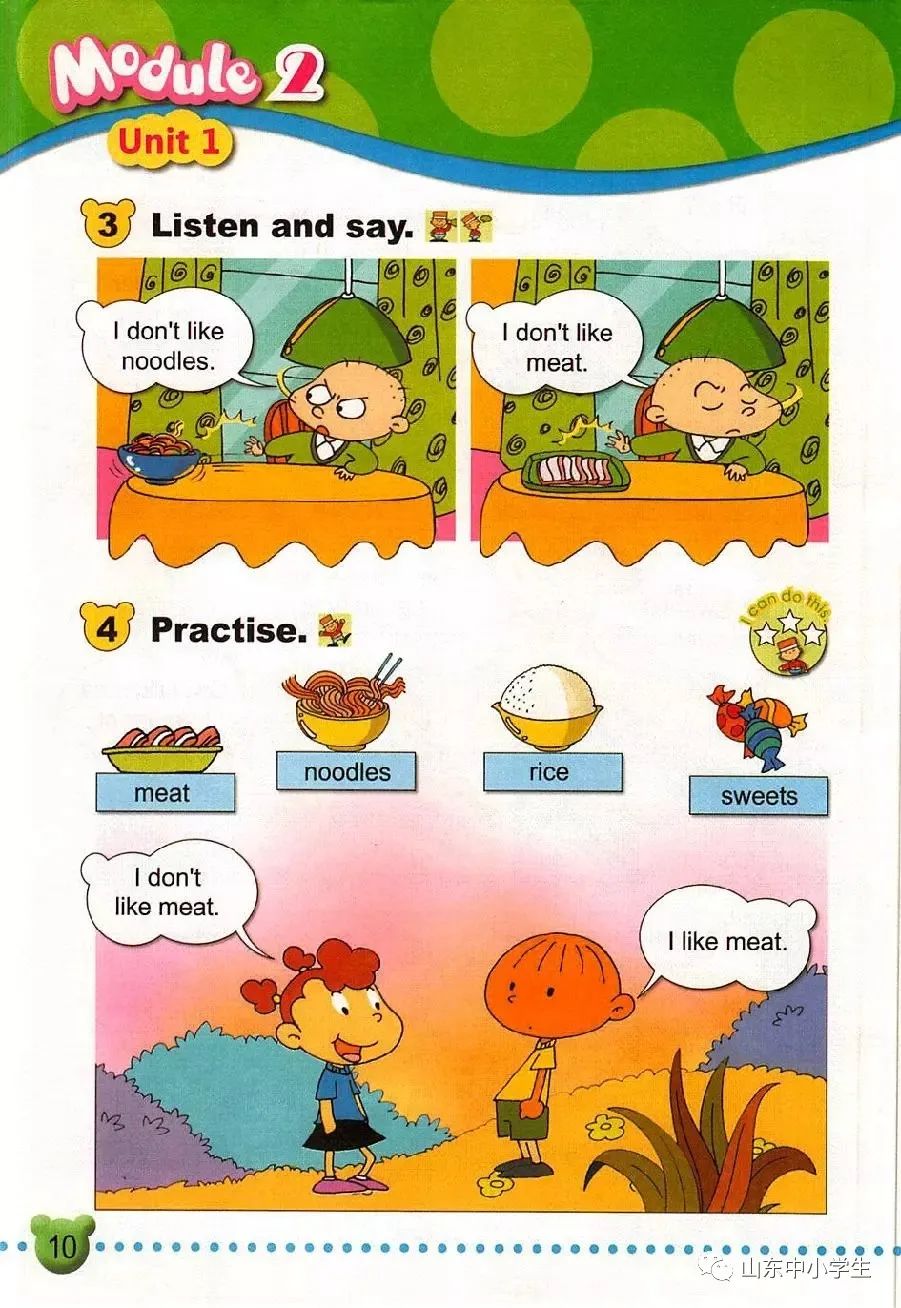 Module 2
Unit 1
3 Listen and say.
I don't like
noodles.
I don't like
meat.
4 Practise.
I can do this
meat
noodles
rice
sweets
I don't
like meat.
I like meat.
10
山东中小学生